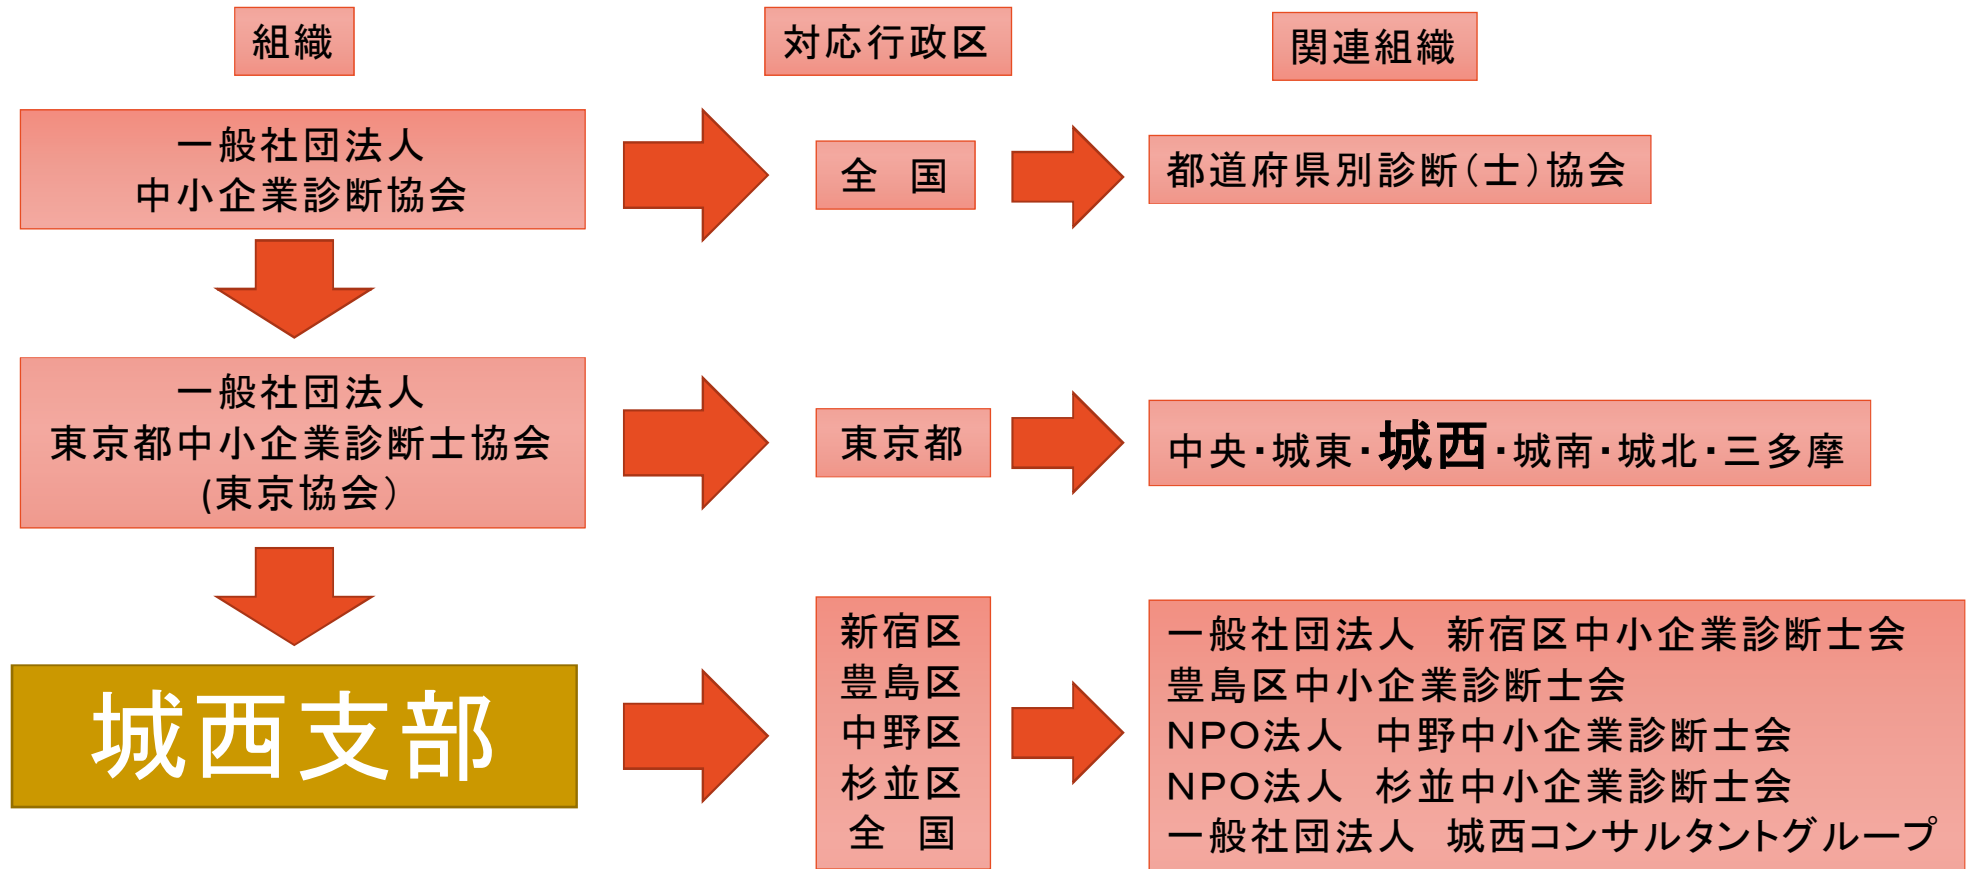 組織
対応行政区
関連組織
一般社団法人
中小企業診断協会
全　国
都道府県別診断（士）協会
一般社団法人
東京都中小企業診断士協会
(東京協会）
東京都
中央・城東・城西・城南・城北・三多摩
城西支部
新宿区
豊島区
中野区
杉並区
全　国
一般社団法人　新宿区中小企業診断士会
豊島区中小企業診断士会
ＮＰＯ法人　中野中小企業診断士会
ＮＰＯ法人　杉並中小企業診断士会
一般社団法人　城西コンサルタントグループ